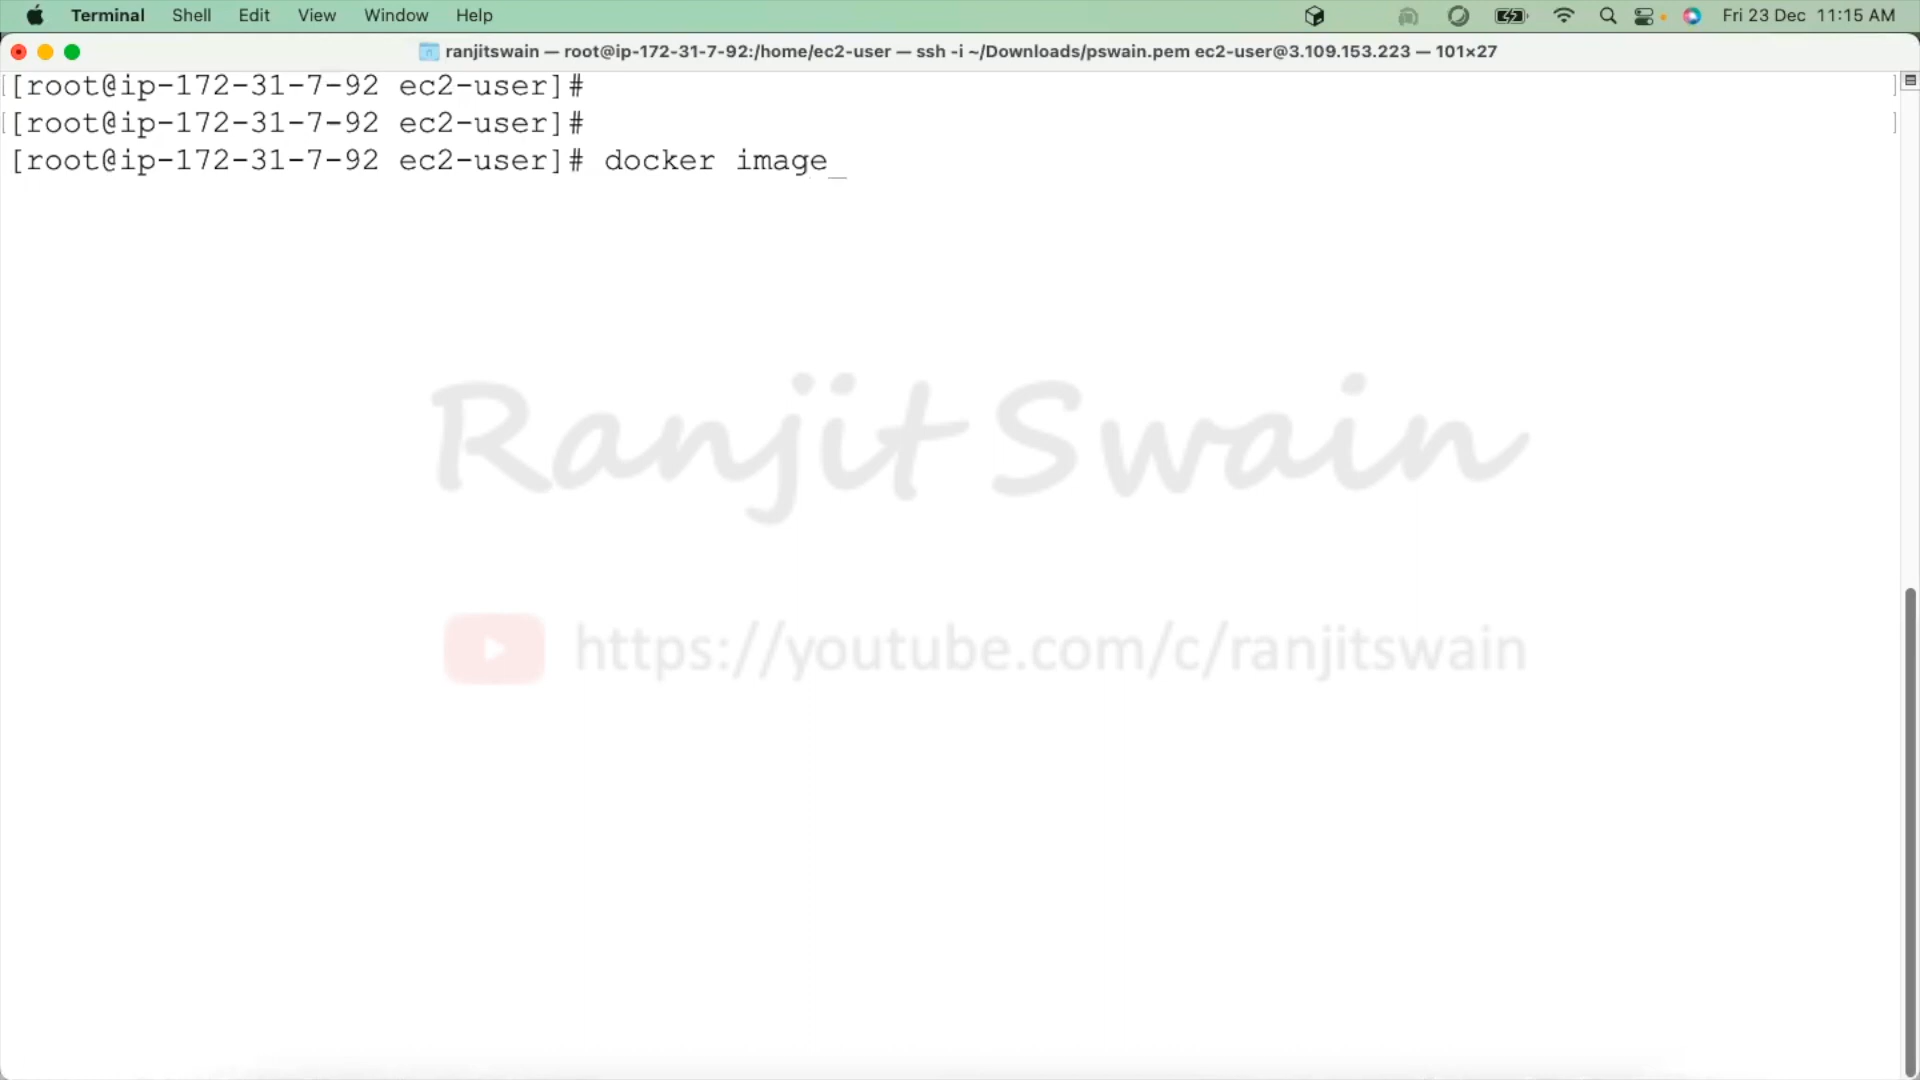 Terminal Shell Edit View Window Help Fri 23 Dec 11:15 AM
ranjitswain — root@ip-172-31-7-92:/home/ec2-user — ssh -i ~/Downloads/pswain.pem ec2-user@3.109.153.223 — 101×27
[[root@ip-172-31-7-92 ec2-user]# ]
[[root@ip-172-31-7-92 ec2-user]# ]
[root@ip-172-31-7-92 ec2-user]# docker image_
Ranjit Swain
https://youtube.com/c/ranjitswain